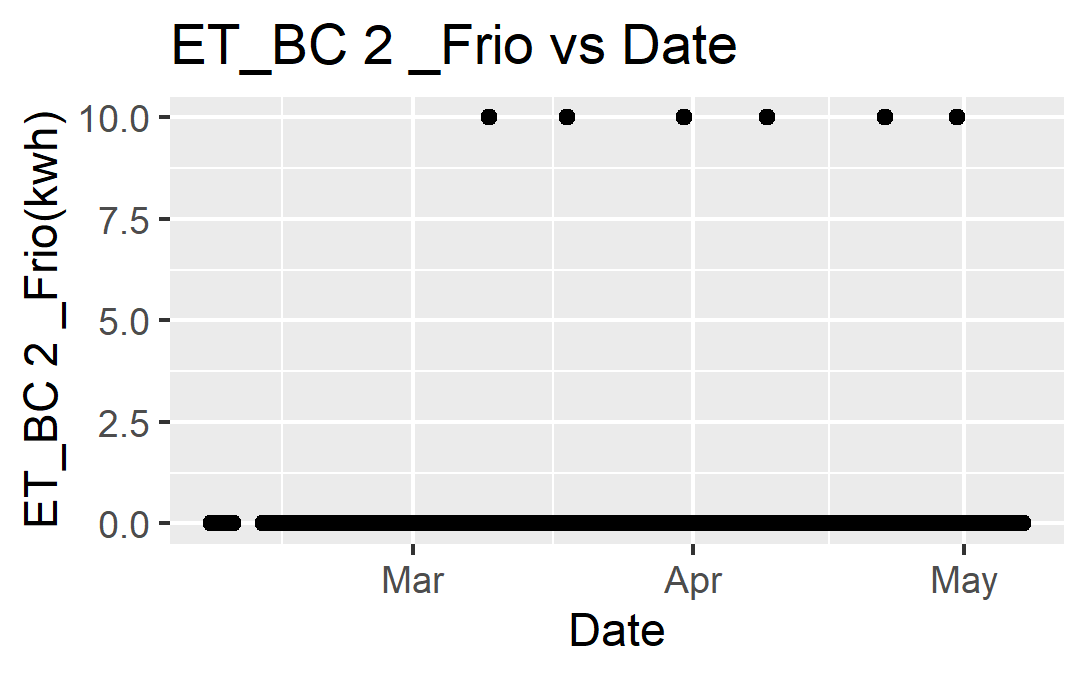 ET_BC 2 _Frio vs Date
ET_BC 2 _Frio(kwh)
10.0
7.5
5.0
2.5
0.0
Mar
Apr
May
Date